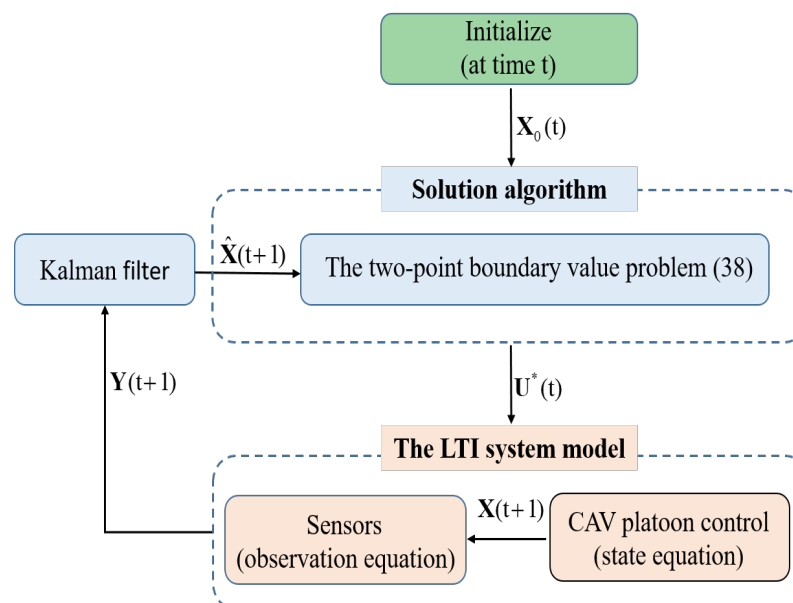 Initialize
(at time t)
X₀(t)
Solution algorithm
Kalman filter
X̂(t+1)
The two-point boundary value problem (38)
Y(t+1)
U*(t)
The LTI system model
Sensors
(observation equation)
X(t+1)
CAV platoon control
(state equation)